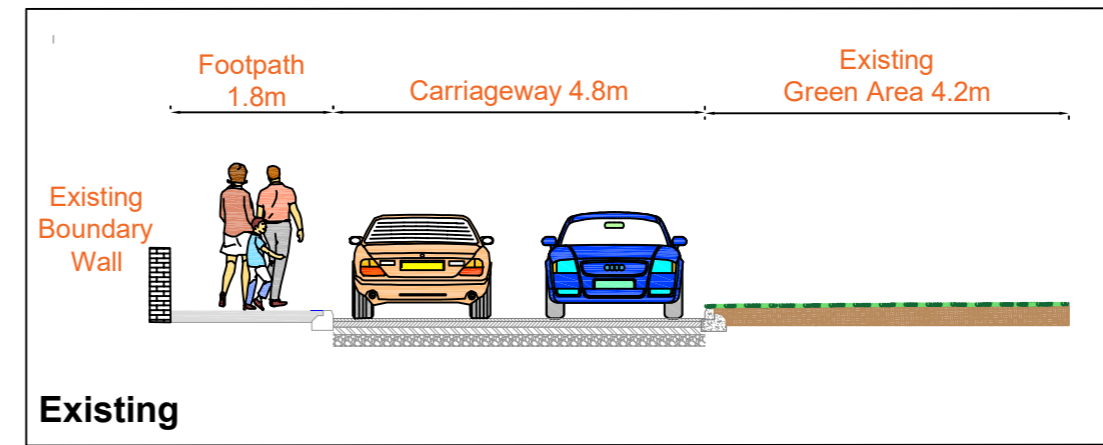 Footpath
1.8m
Carriageway 4.8m
Existing
Green Area 4.2m
Existing
Boundary
Wall
Existing